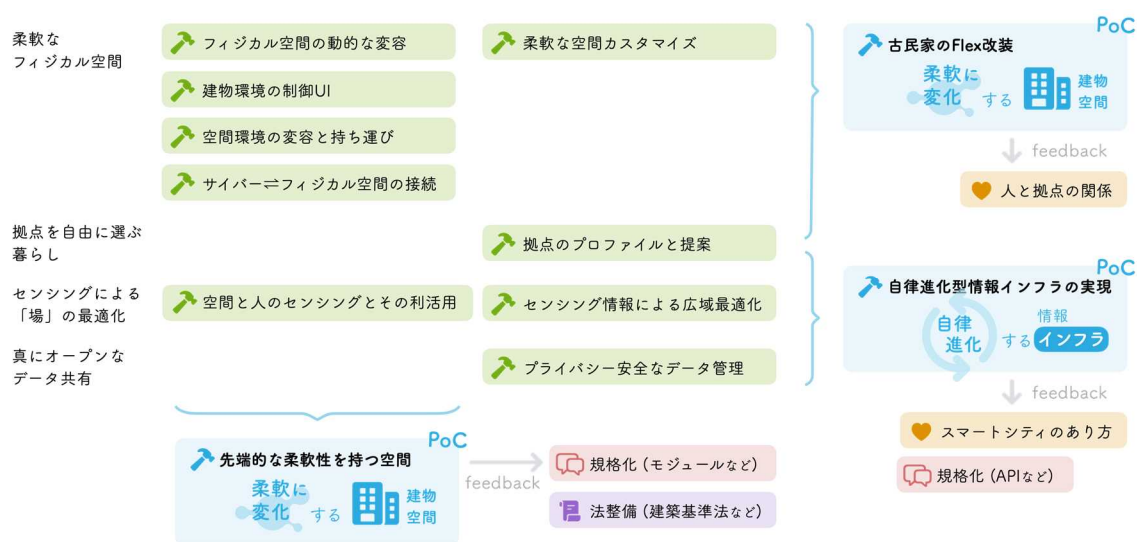 柔軟な
フィジカル空間
フィジカル空間の動的な変容
柔軟な空間カスタマイズ
建物環境の制御UI
空間環境の変容と持ち運び
サイバー⇌フィジカル空間の接続
PoC
古民家のFlex改装
柔軟に
変化 する
建物
空間
feedback
人と拠点の関係
拠点を自由に選ぶ
暮らし
拠点のプロファイルと提案
センシングによる
「場」の最適化
空間と人のセンシングとその利活用
センシング情報による広域最適化
真にオープンな
データ共有
プライバシー安全なデータ管理
PoC
自律進化型情報インフラの実現
自律
進化 する
情報
インフラ
feedback
スマートシティのあり方
規格化 (APIなど)
PoC
先端的な柔軟性を持つ空間
柔軟に
変化 する
建物
空間
feedback
規格化 (モジュールなど)
法整備 (建築基準法など)